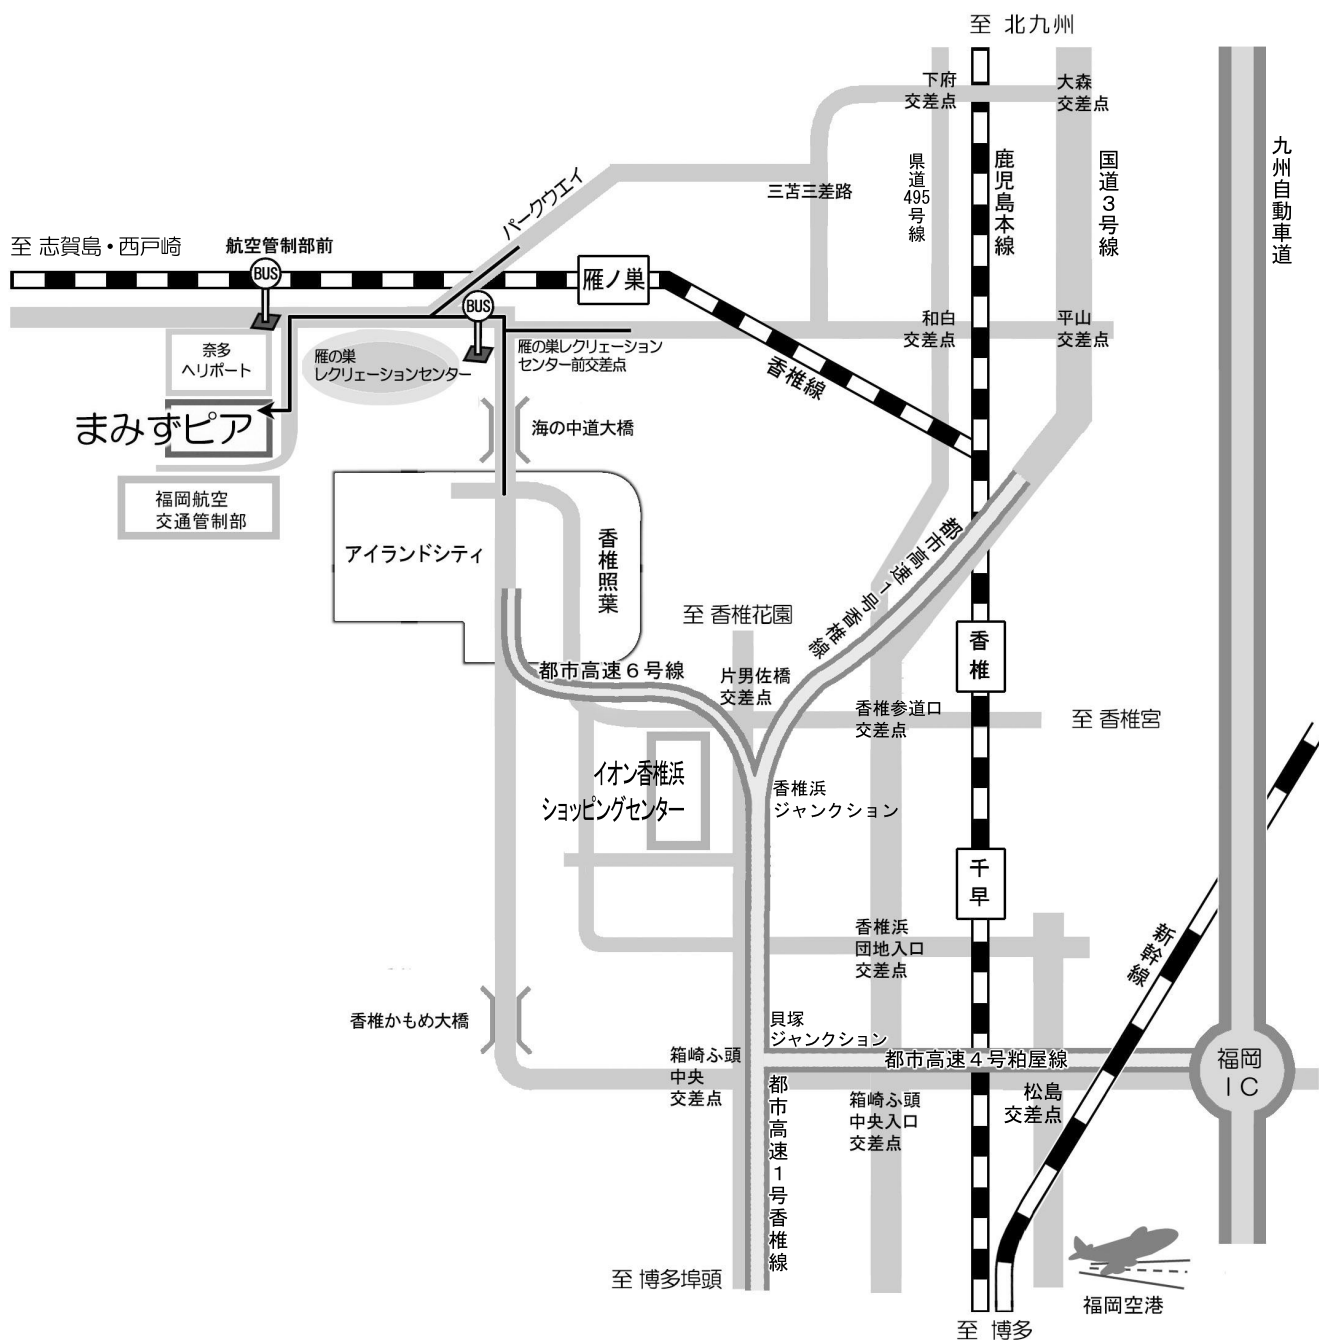 至 北九州
下府
交差点
大森
交差点
九州自動車道
県道495号線
鹿児島本線
国道3号線
三苫三差路
パークウエィ
至 志賀島・西戸崎
航空管制部前
BUS
雁ノ巣
BUS
和白
交差点
平山
交差点
奈多
ヘリポート
雁の巣
レクリェーションセンター
雁の巣レクリェーション
センター前交差点
香椎線
まみずピア
海の中道大橋
福岡航空
交通管制部
アイランドシティ
香椎照葉
都市高速1号香椎線
至 香椎花園
香椎
都市高速6号線
片男佐橋
交差点
香椎参道口
交差点
至 香椎宮
イオン香椎浜
ショッピングセンター
香椎浜
ジャンクション
千早
香椎浜
団地入口
交差点
新幹線
香椎かもめ大橋
貝塚
ジャンクション
箱崎ふ頭
中央
交差点
都市高速4号粕屋線
福岡
IC
都市高速1号香椎線
箱崎ふ頭
中央入口
交差点
松島
交差点
至 博多埠頭
福岡空港
至 博多